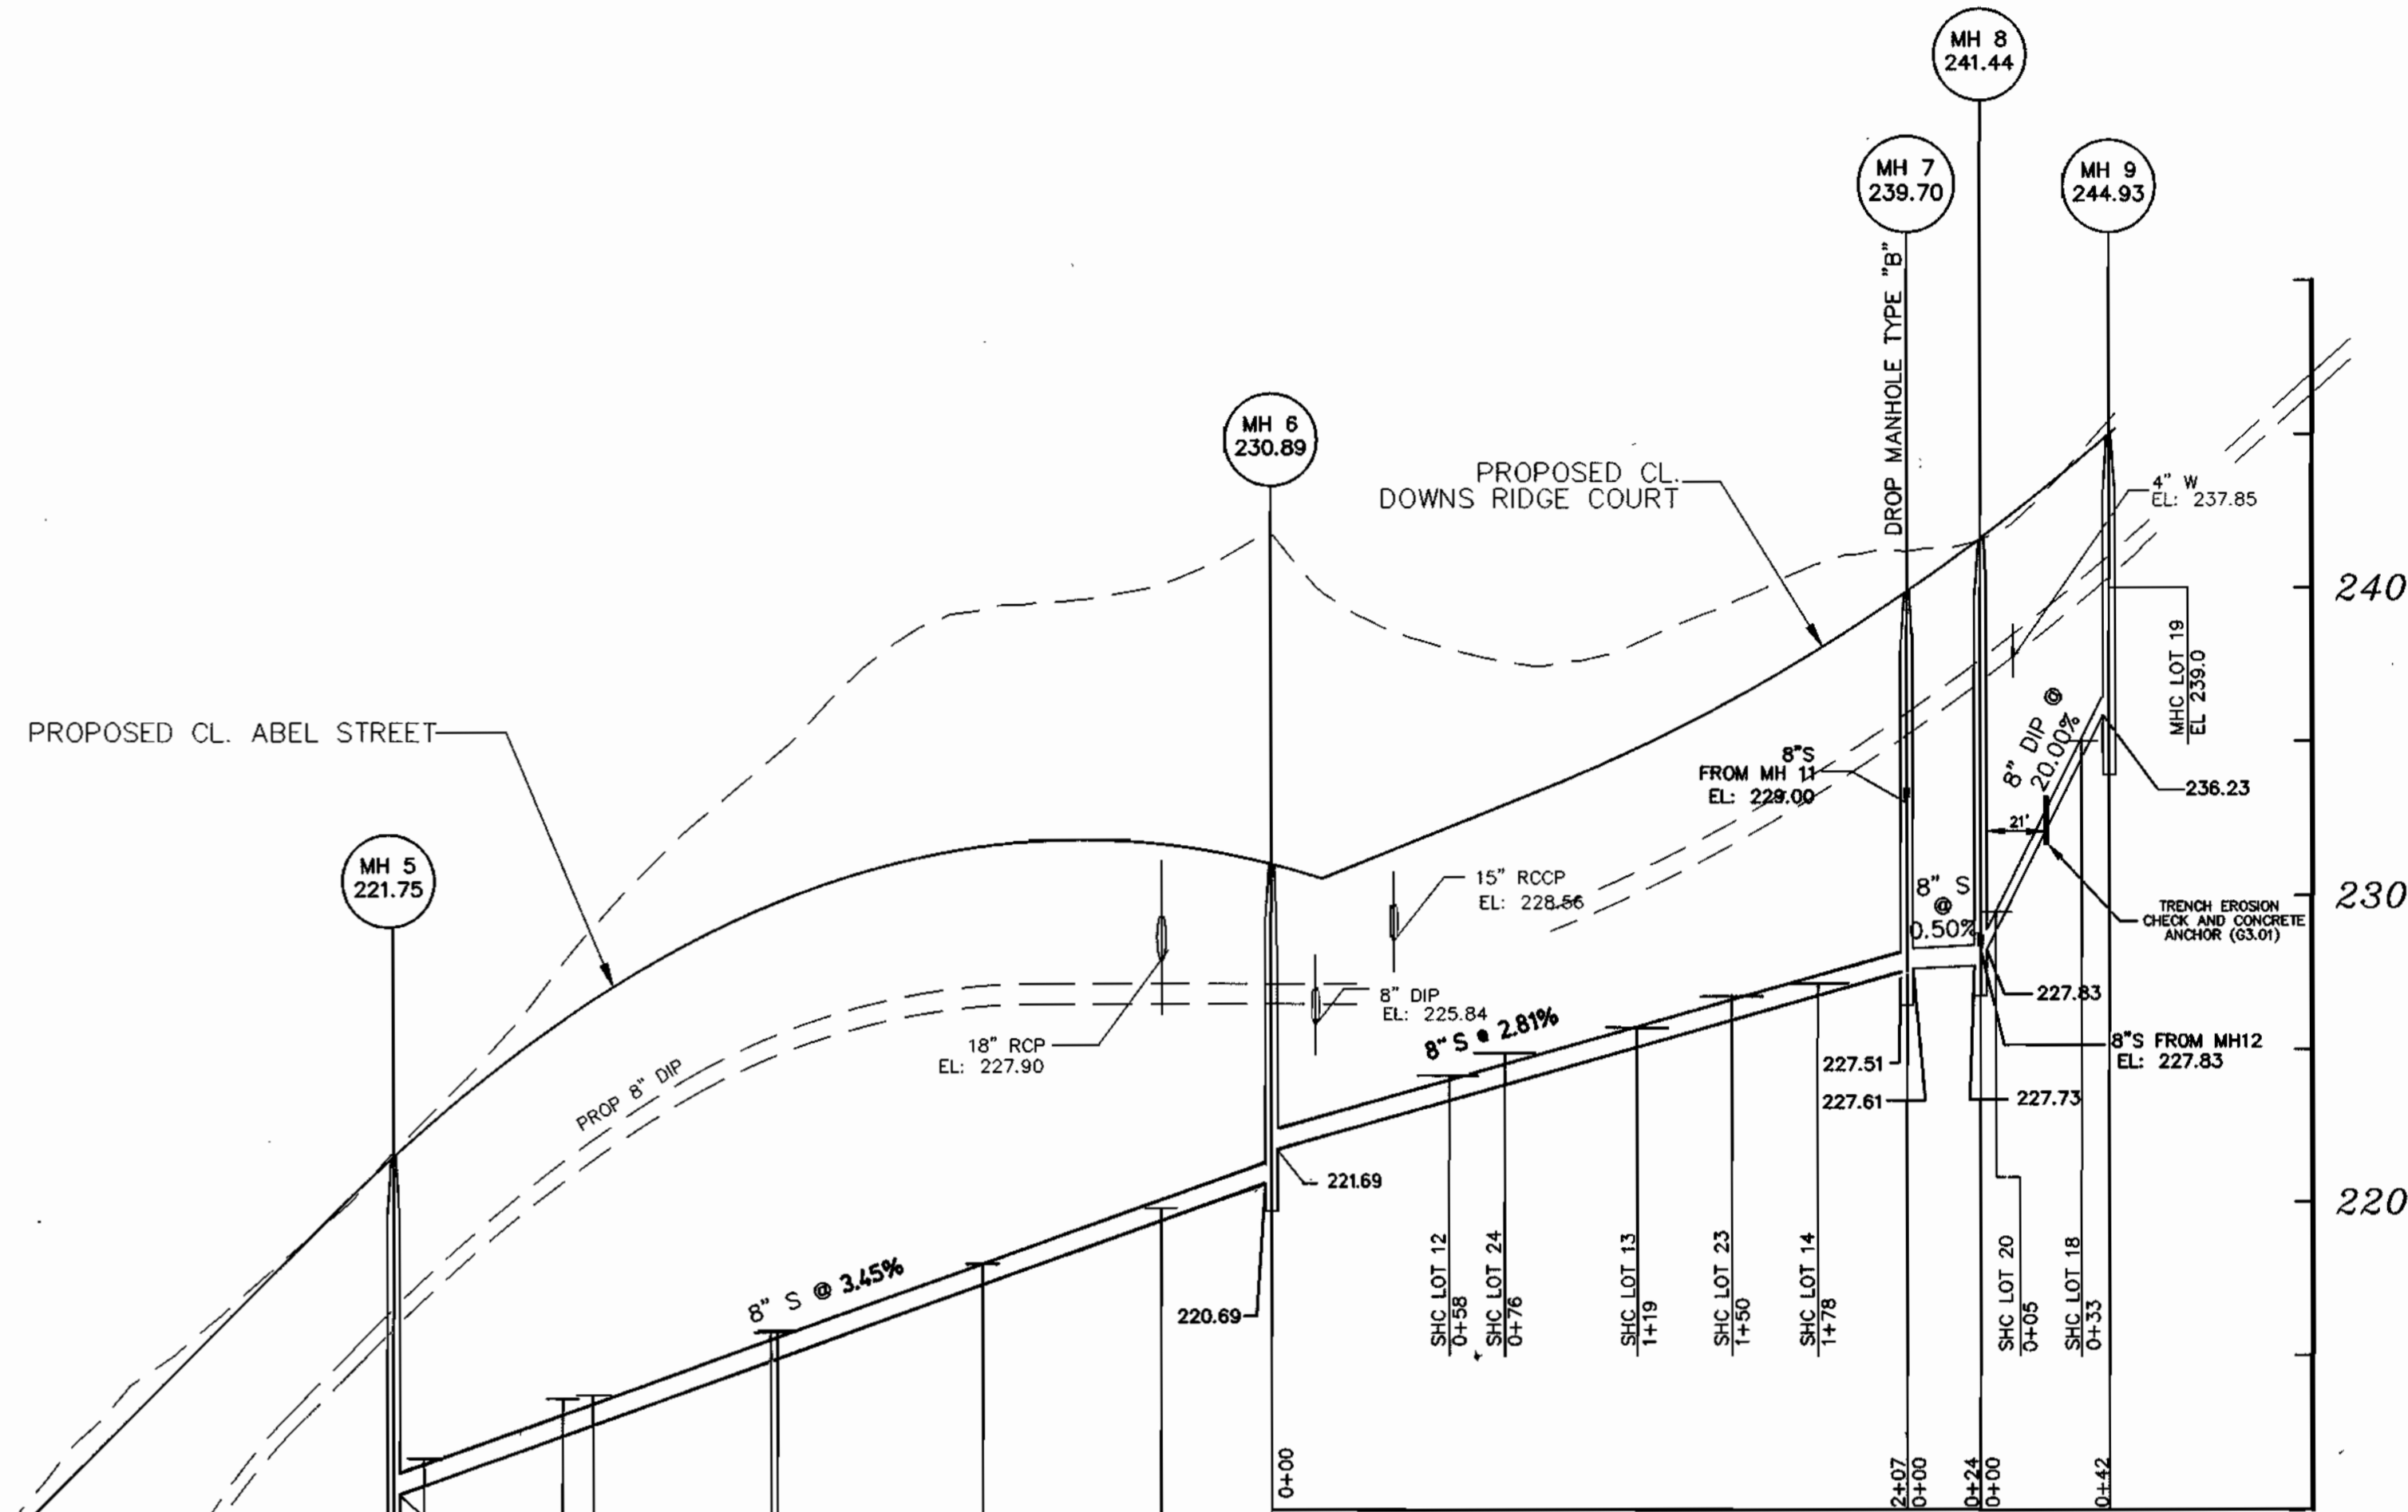 MH 8
241.44
MH 7
239.70
MH 9
244.93
DROP MANHOLE TYPE "B"
MH 6
230.89
PROPOSED CL.
DOWNS RIDGE COURT
4" W
EL: 237.85
240
MHC LOT 19
EL 239.0
PROPOSED CL. ABEL STREET
8" DIP @
20.00%
8"S
FROM MH 11
EL: 229.00
236.23
21'
MH 5
221.75
15" RCCP
EL: 228.56
8" S
@
0.50%
230
TRENCH EROSION
CHECK AND CONCRETE
ANCHOR (G3.01)
8" DIP
EL: 225.84
227.83
8" S @ 2.81%
18" RCP
EL: 227.90
8"S FROM MH12
EL: 227.83
227.51
PROP 8" DIP
227.61
227.73
221.69
220
8" S @ 3.45%
220.69
SHC LOT 12
0+58
SHC LOT 24
0+76
SHC LOT 13
1+19
SHC LOT 23
1+50
SHC LOT 14
1+78
SHC LOT 20
0+05
SHC LOT 18
0+33
0+00
2+07
0+00
0+24
0+00
0+42